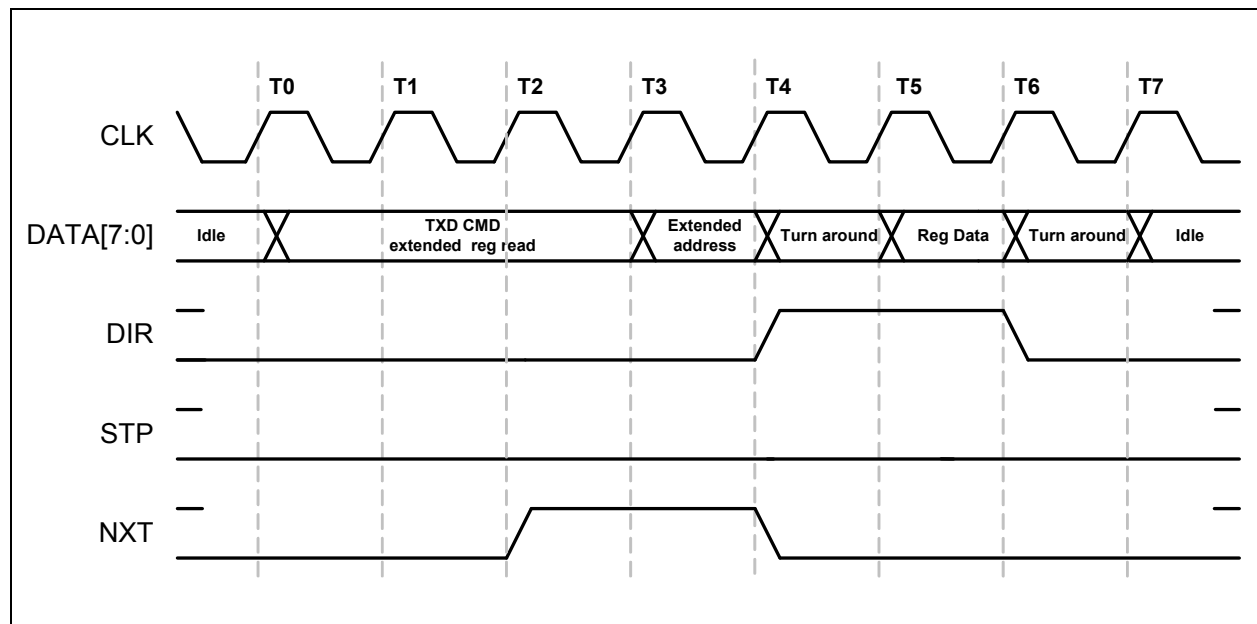 T0 T1 T2 T3 T4 T5 T6 T7
CLK
DATA[7:0]
Idle
TXD CMD
extended reg read
Extended
address
Turn around
Reg Data
Turn around
Idle
DIR
STP
NXT